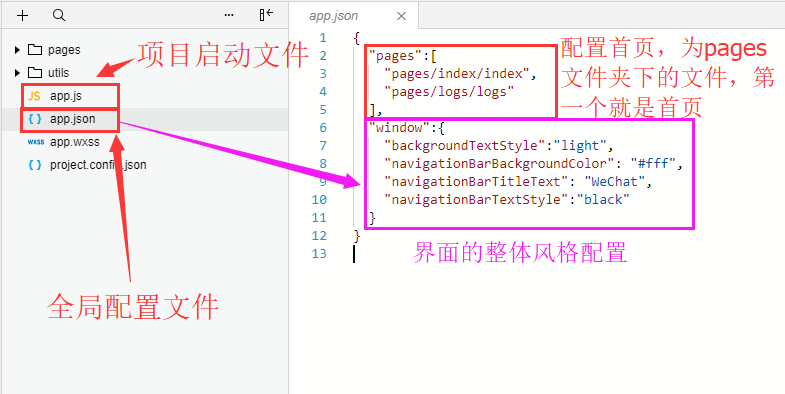 app.json
pages
utils
JS app.js
{ } app.json
WXSS app.wxss
{ } project.config.json
项目启动文件
全局配置文件
1 {
2 "pages":[
3 "pages/index/index",
4 "pages/logs/logs"
5 ],
6 "window":{
7 "backgroundTextStyle":"light",
8 "navigationBarBackgroundColor": "#fff",
9 "navigationBarTitleText": "WeChat",
10 "navigationBarTextStyle":"black"
11 }
12 }
13
配置首页，为pages
文件夹下的文件，第
一个就是首页
界面的整体风格配置